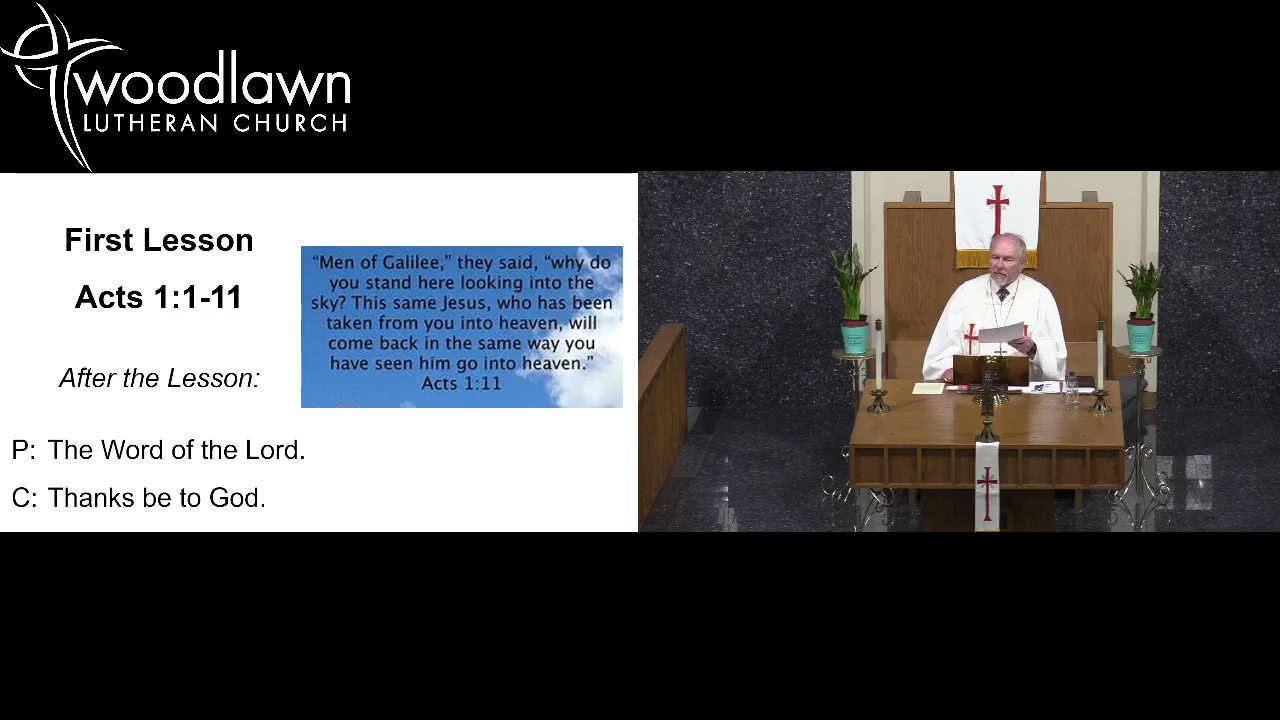 woodlawn
LUTHERAN CHURCH
First Lesson
Acts 1:1-11
After the Lesson:
P: The Word of the Lord.
C: Thanks be to God.
“Men of Galilee,” they said, “why do
you stand here looking into the
sky? This same Jesus, who has been
taken from you into heaven, will
come back in the same way you
have seen him go into heaven.”
Acts 1:11